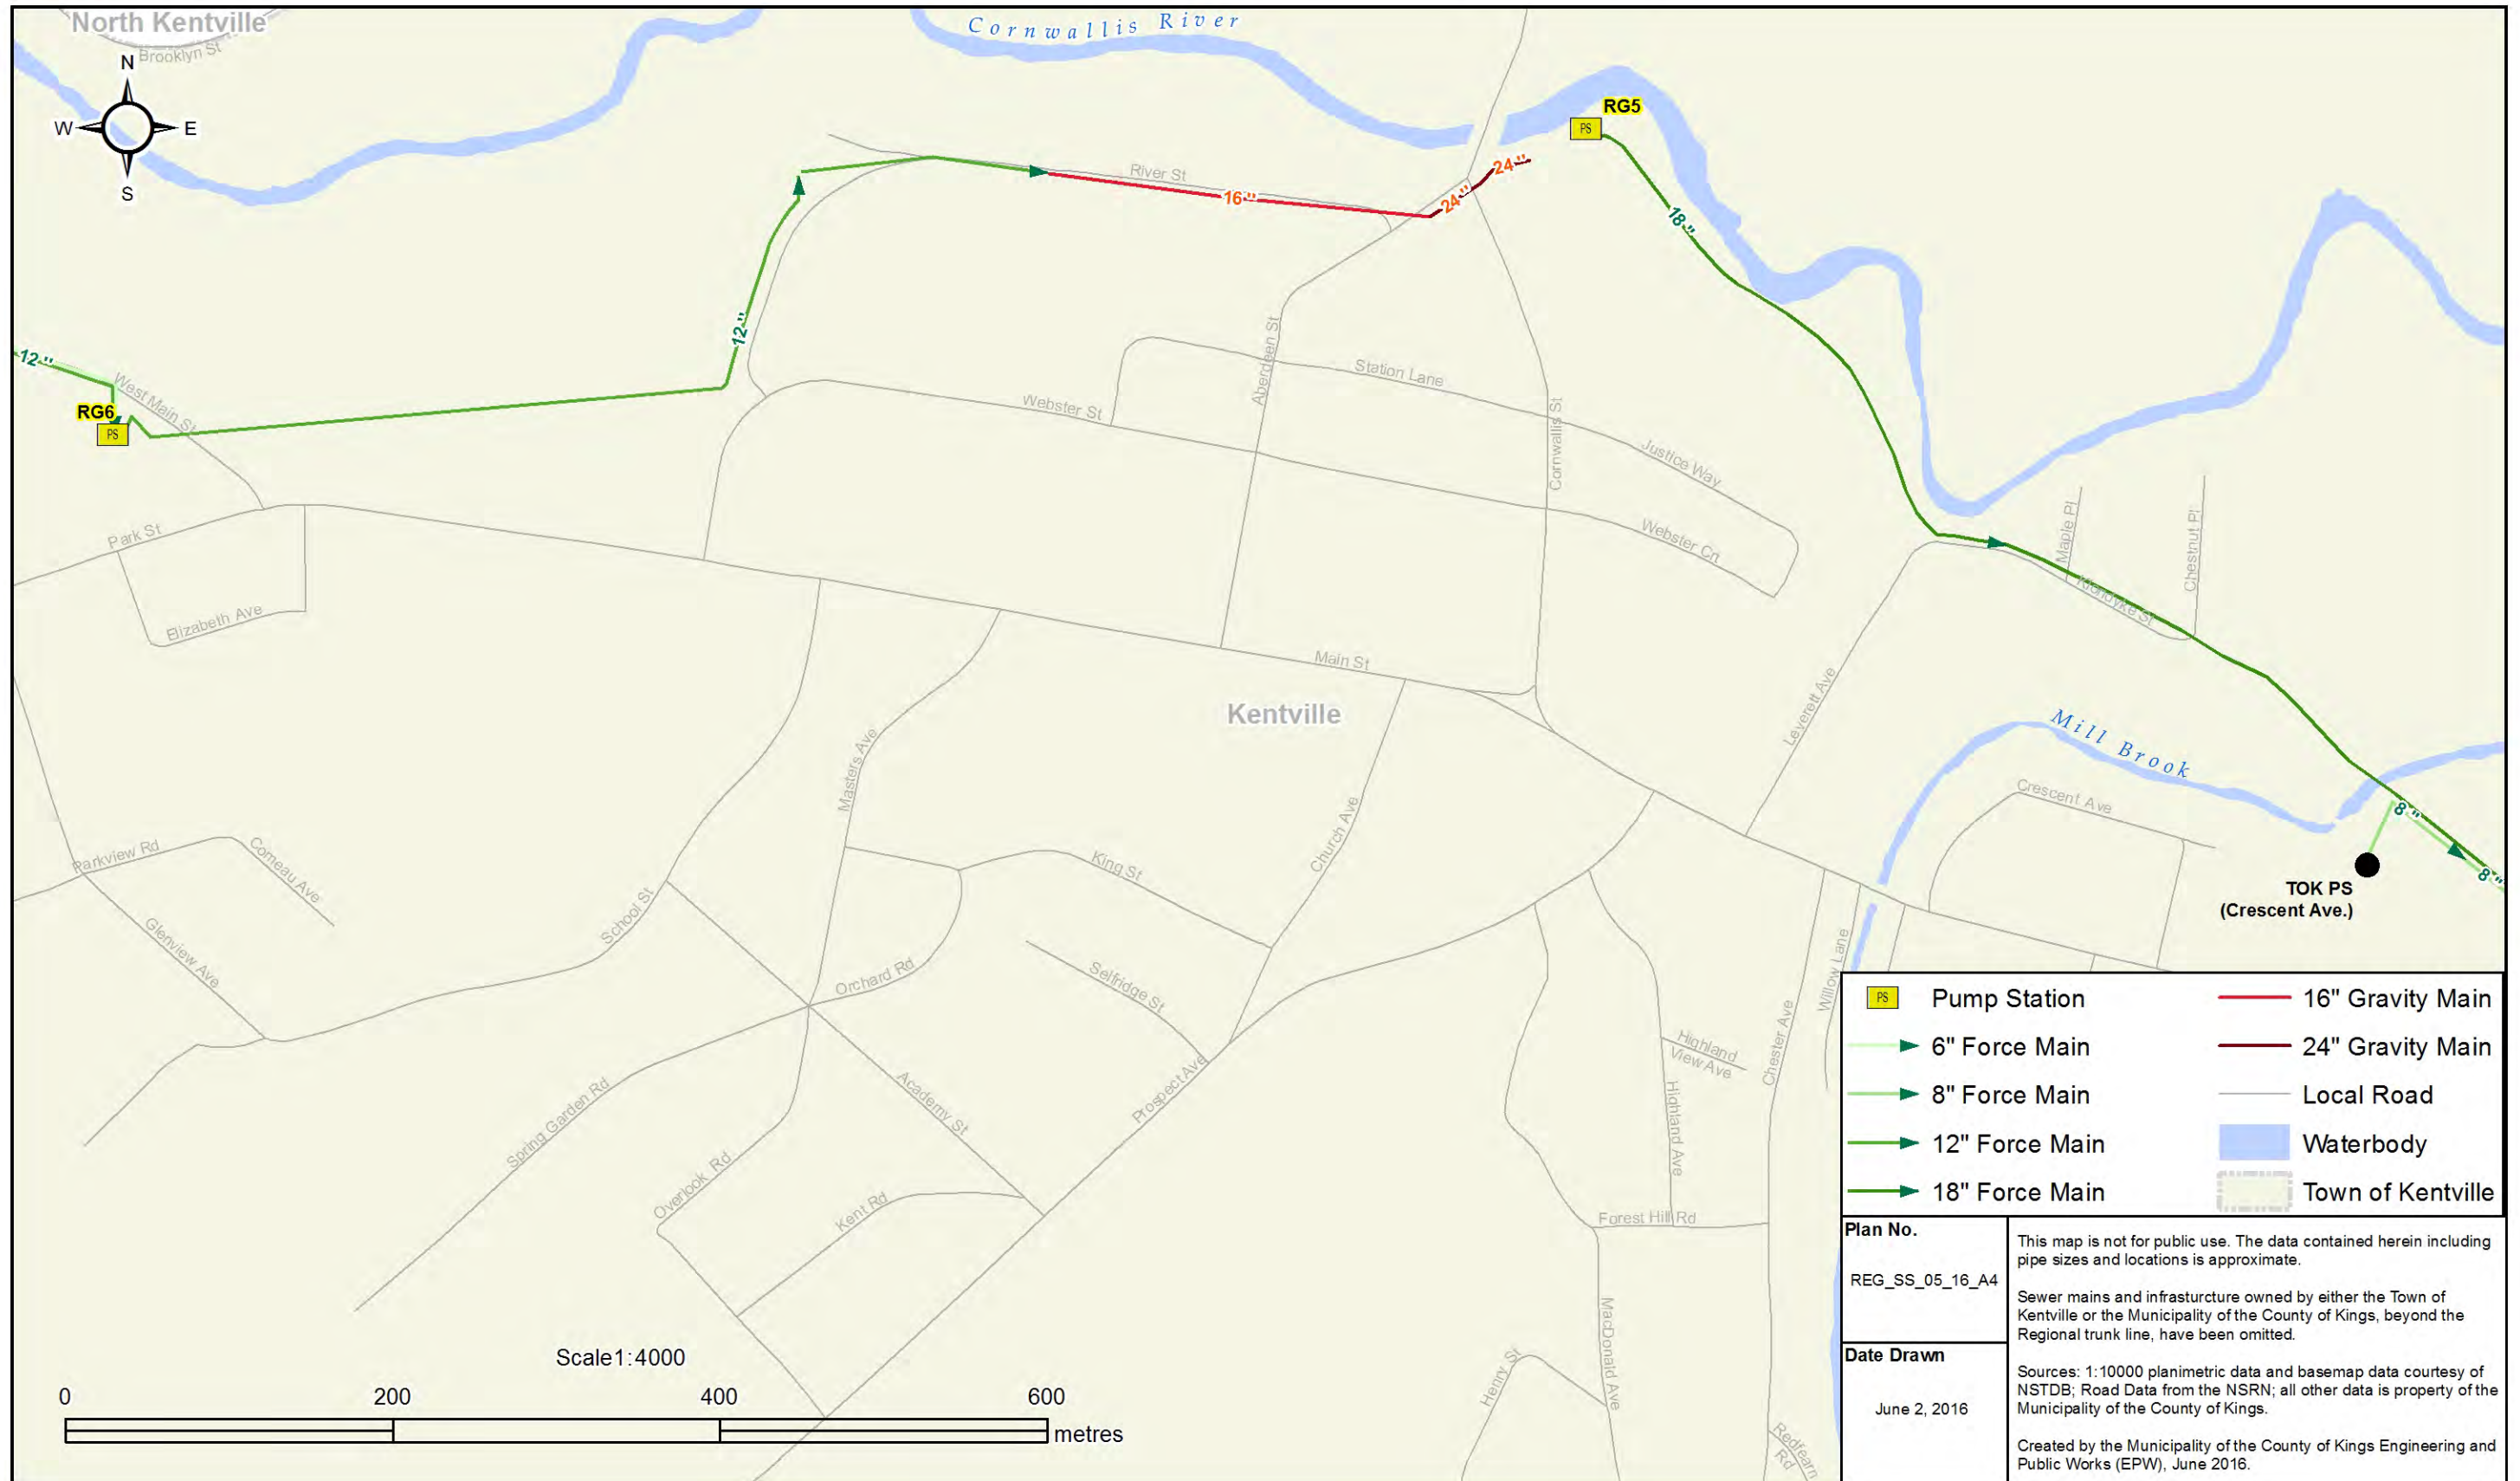 North Kentville
Brooklyn St
N
W
E
S
Cornwallis River
RG5
PS
24"
24"
River St
16"
18"
12"
12"
West Main St
RG6
PS
Aberdeen St
Station Lane
Webster St
Cornwallis St
Justice Way
Webster Crt
Maple Pl
Chestnut Pl
Klondyke St
Park St
Elizabeth Ave
Main St
Kentville
Leverett Ave
Mill Brook
Crescent Ave
8"
8"
TOK PS
(Crescent Ave.)
Masters Ave
Parkview Rd
Comeau Ave
King St
Church Ave
School St
Glenview Ave
Orchard Rd
Selfridge St
Willow Lane
Chester Ave
Highland
View Ave
Highland Ave
Spring Garden Rd
Academy St
Prospect Ave
Overlook Rd
Kent Rd
Forest Hill Rd
MacDonald Ave
Henry St
Redfearn
Rd
Scale1:4000
0
200
400
600
metres
PS
Pump Station
6" Force Main
8" Force Main
12" Force Main
18" Force Main
16" Gravity Main
24" Gravity Main
Local Road
Waterbody
Town of Kentville
Plan No.
REG_SS_05_16_A4
Date Drawn
June 2, 2016
This map is not for public use. The data contained herein including
pipe sizes and locations is approximate.
Sewer mains and infrasturcture owned by either the Town of
Kentville or the Municipality of the County of Kings, beyond the
Regional trunk line, have been omitted.
Sources: 1:10000 planimetric data and basemap data courtesy of
NSTDB; Road Data from the NSRN; all other data is property of the
Municipality of the County of Kings.
Created by the Municipality of the County of Kings Engineering and
Public Works (EPW), June 2016.